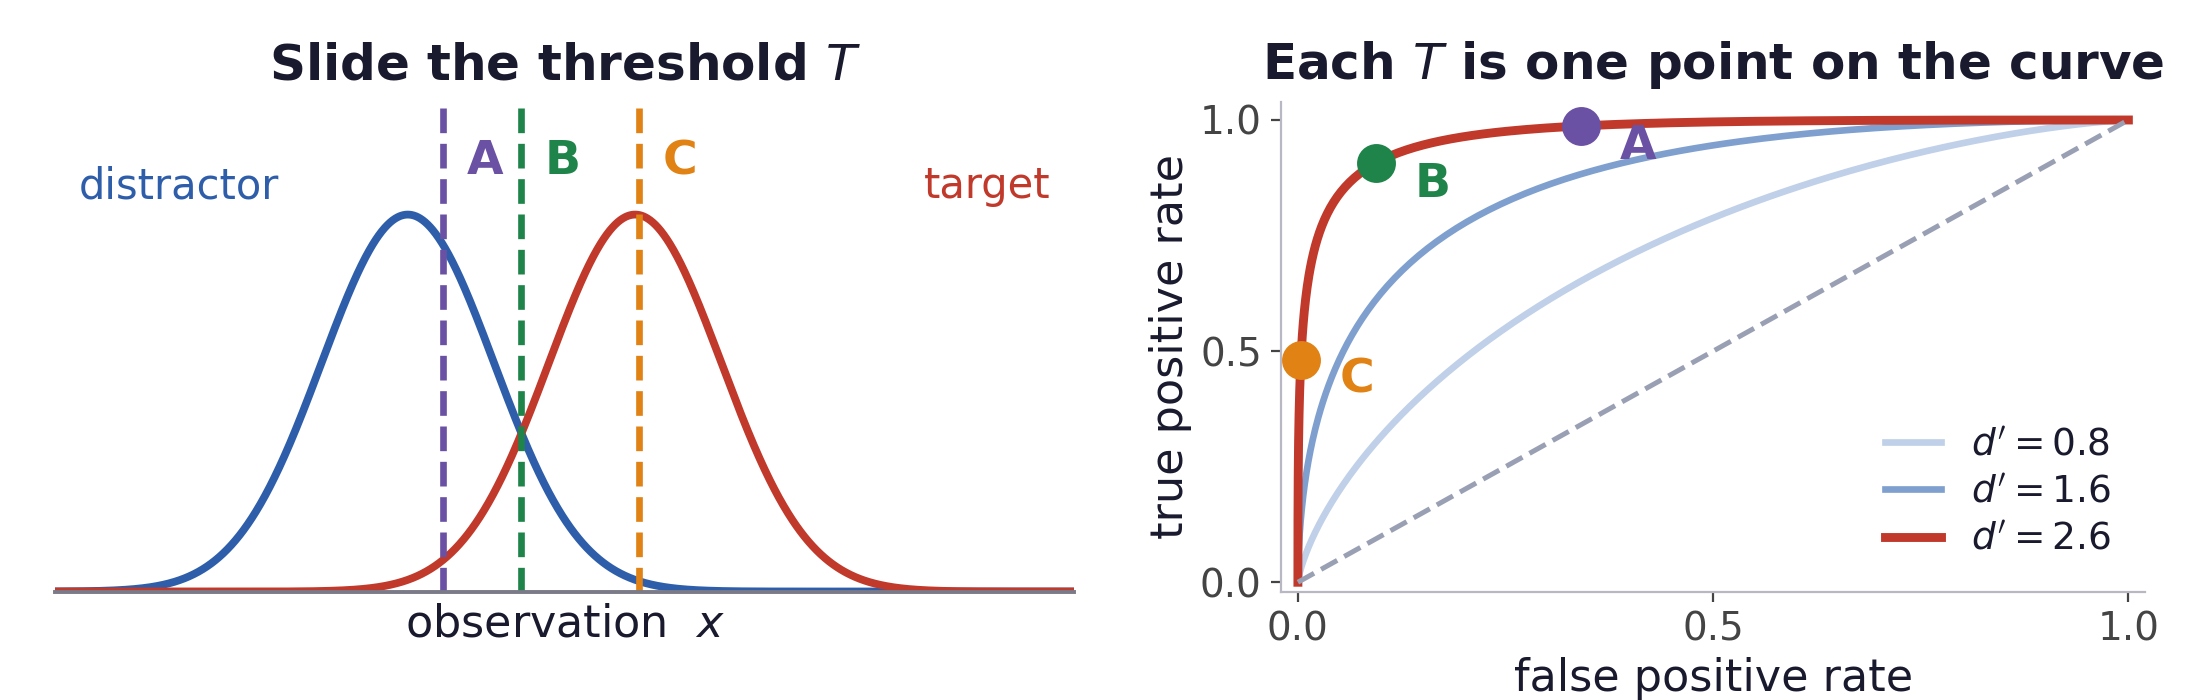 Slide the threshold T
distractor
A
B
C
target
observation x
Each T is one point on the curve
true positive rate
1.0
0.5
0.0
A
B
C
d′ = 0.8
d′ = 1.6
d′ = 2.6
0.0
0.5
1.0
false positive rate